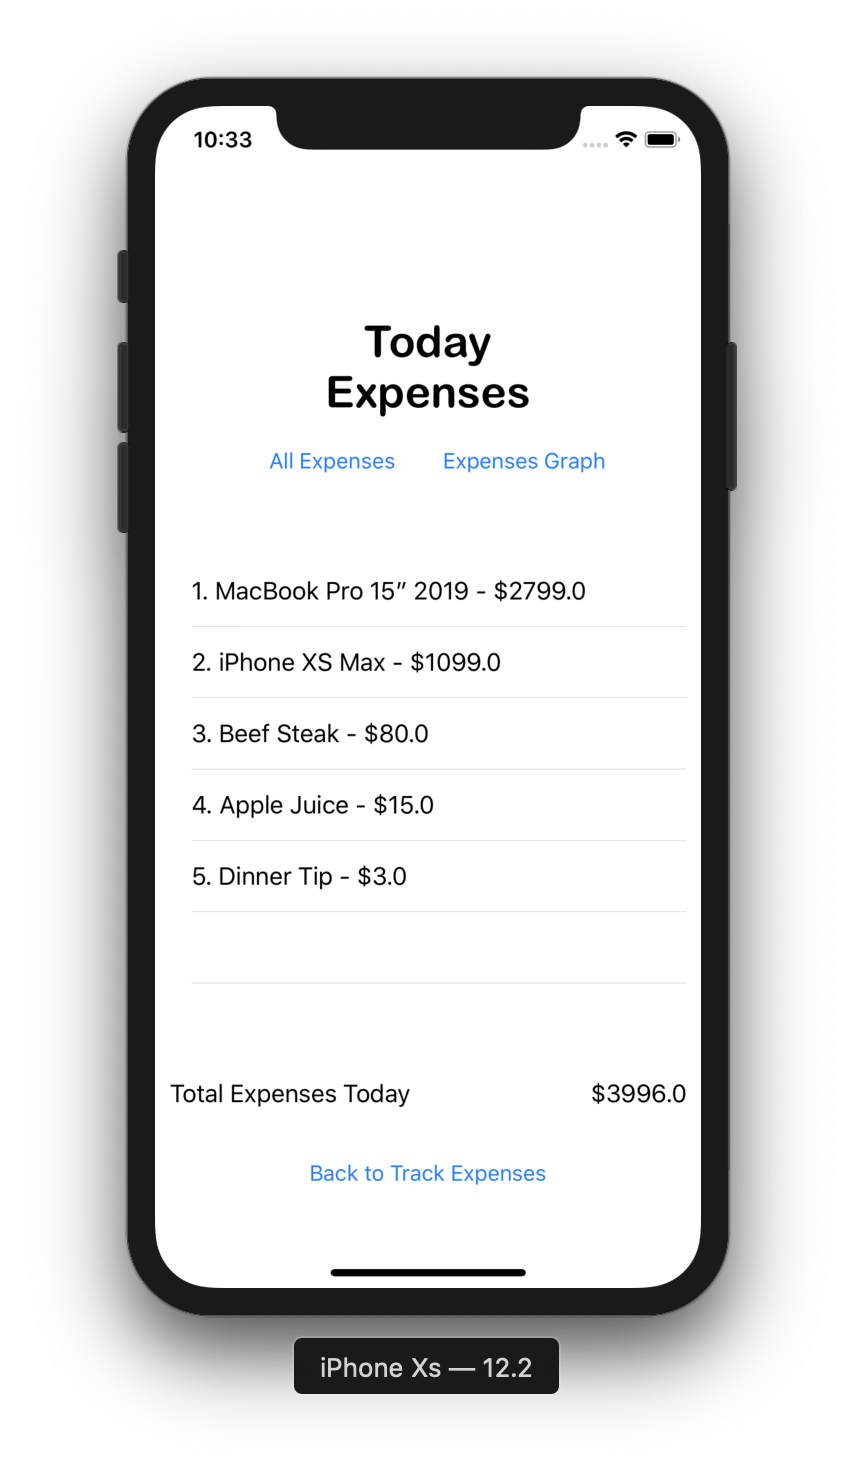 10:33
Today
Expenses
All Expenses Expenses Graph
1. MacBook Pro 15” 2019 - $2799.0
2. iPhone XS Max - $1099.0
3. Beef Steak - $80.0
4. Apple Juice - $15.0
5. Dinner Tip - $3.0
Total Expenses Today $3996.0
Back to Track Expenses
iPhone Xs — 12.2